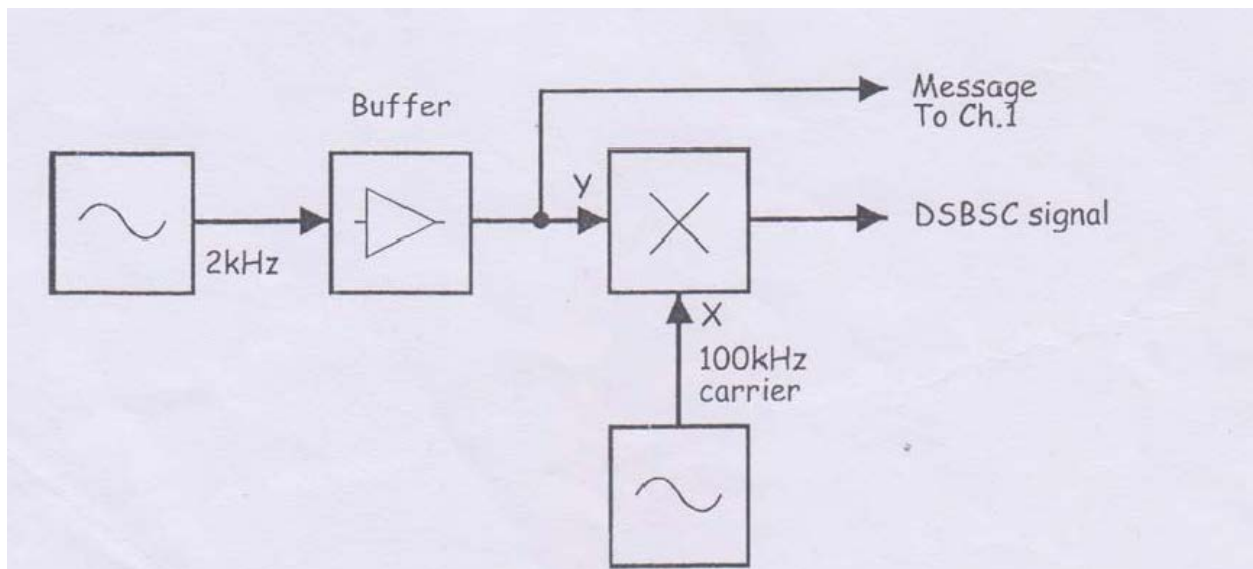 Message
To Ch.1
Buffer
Y
DSBSC signal
2kHz
X
100kHz
carrier